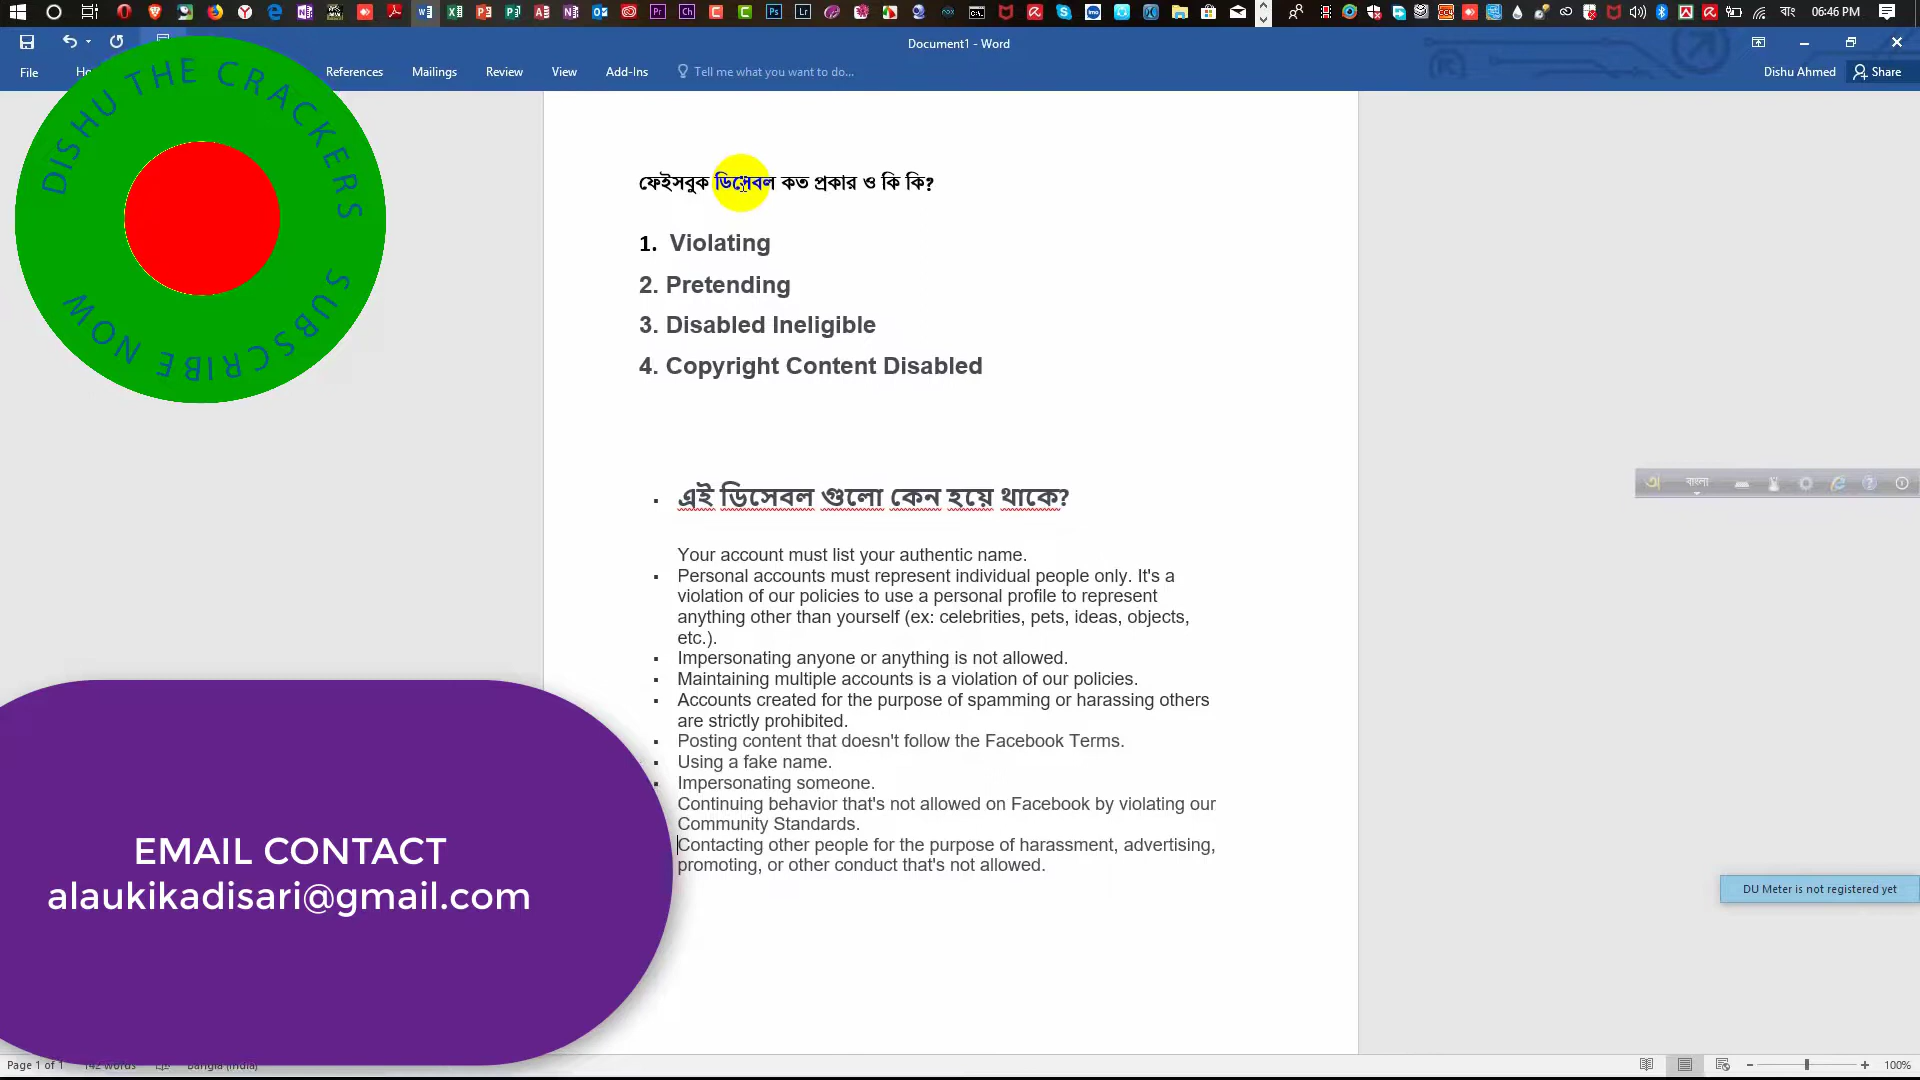 06:46 PM
বাং
Document1 - Word
File
References
Mailings
Review
View
Add-Ins
Tell me what you want to do...
Dishu Ahmed
Share
DISHU THE CRACKERS
SUBSCRIBE NOW
ফেইসবুক ডিসেবল কত প্রকার ও কি কি?
1. Violating
2. Pretending
3. Disabled Ineligible
4. Copyright Content Disabled
বাংলা
▪ এই ডিসেবল গুলো কেন হয়ে থাকে?
Your account must list your authentic name.
▪ Personal accounts must represent individual people only. It's a
violation of our policies to use a personal profile to represent
anything other than yourself (ex: celebrities, pets, ideas, objects,
etc.).
▪ Impersonating anyone or anything is not allowed.
▪ Maintaining multiple accounts is a violation of our policies.
▪ Accounts created for the purpose of spamming or harassing others
are strictly prohibited.
▪ Posting content that doesn't follow the Facebook Terms.
▪ Using a fake name.
▪ Impersonating someone.
Continuing behavior that's not allowed on Facebook by violating our
Community Standards.
Contacting other people for the purpose of harassment, advertising,
promoting, or other conduct that's not allowed.
EMAIL CONTACT
alaukikadisari@gmail.com
DU Meter is not registered yet
Page 1 of 1
142 words
Bangla (India)
100%